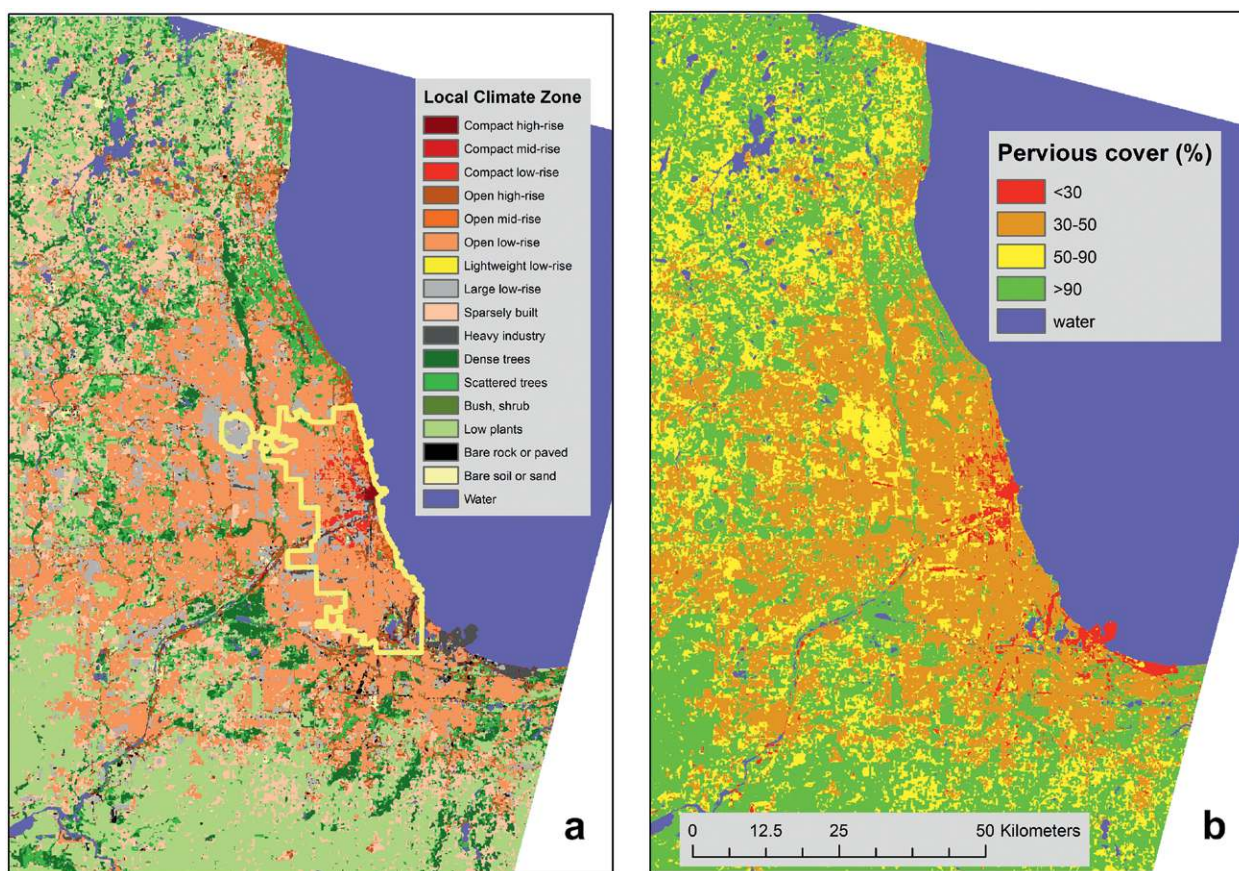 Local Climate Zone
Compact high-rise
Compact mid-rise
Compact low-rise
Open high-rise
Open mid-rise
Open low-rise
Lightweight low-rise
Large low-rise
Sparsely built
Heavy industry
Dense trees
Scattered trees
Bush, shrub
Low plants
Bare rock or paved
Bare soil or sand
Water
a
Pervious cover (%)
<30
30-50
50-90
>90
water
0 12.5 25 50 Kilometers
b